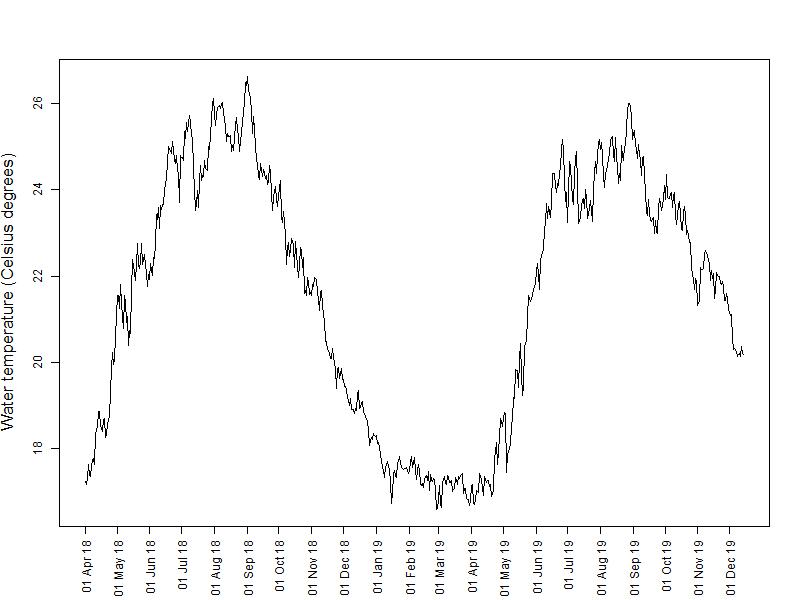 Water temperature (Celsius degrees)
26
24
22
20
18
01 Apr 18
01 May 18
01 Jun 18
01 Jul 18
01 Aug 18
01 Sep 18
01 Oct 18
01 Nov 18
01 Dec 18
01 Jan 19
01 Feb 19
01 Mar 19
01 Apr 19
01 May 19
01 Jun 19
01 Jul 19
01 Aug 19
01 Sep 19
01 Oct 19
01 Nov 19
01 Dec 19